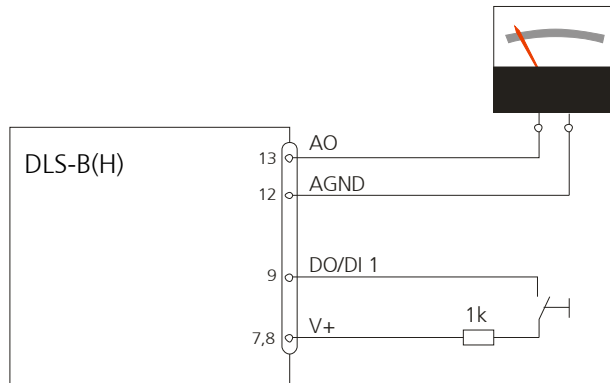 DLS-B(H)
13 AO
12 AGND
9 DO/DI 1
1k
7,8 V+